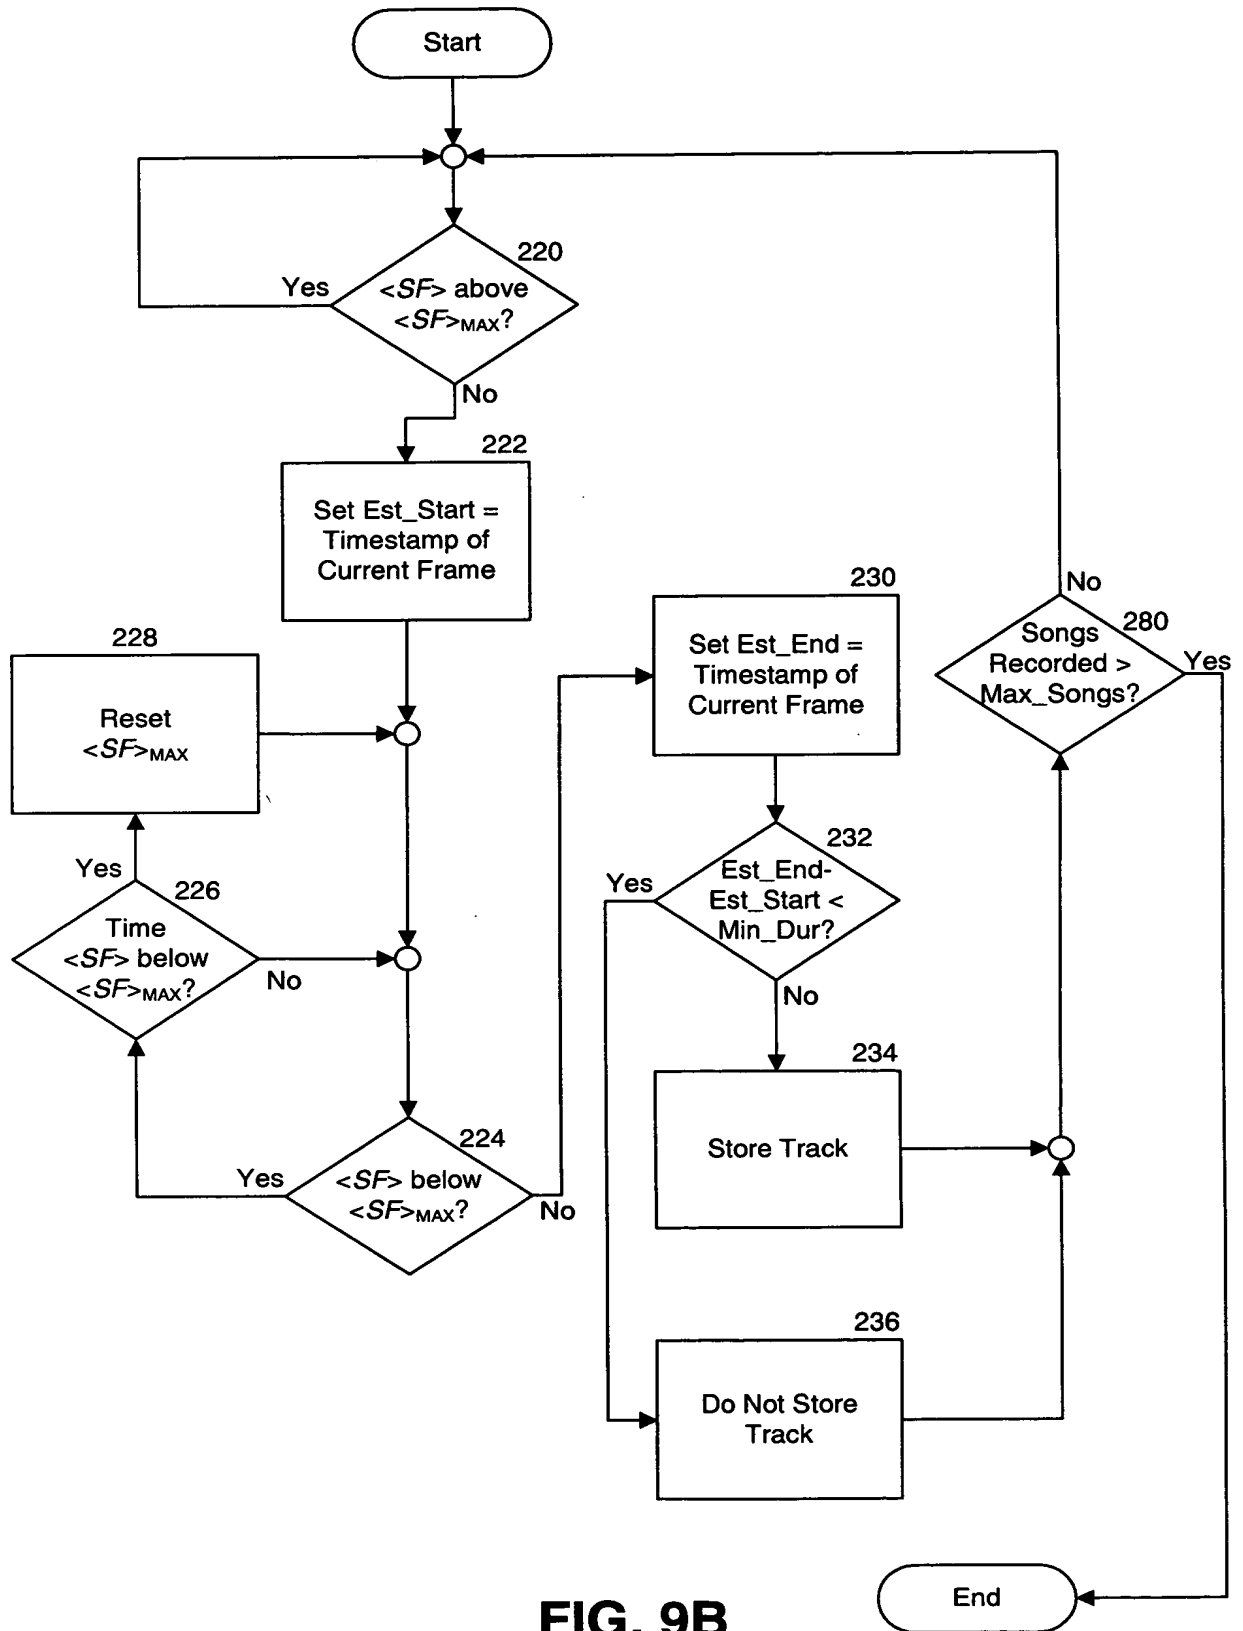 Start
220
Yes
<SF> above
<SF>MAX?
No
222
Set Est_Start =
Timestamp of
Current Frame
228
Reset
<SF>MAX
Yes
226
Time
<SF> below
<SF>MAX?
No
224
Yes
<SF> below
<SF>MAX?
No
230
Set Est_End =
Timestamp of
Current Frame
232
Yes
Est_End-
Est_Start <
Min_Dur?
No
234
Store Track
236
Do Not Store
Track
No
280
Songs
Recorded >
Max_Songs?
Yes
End
FIG. 9B